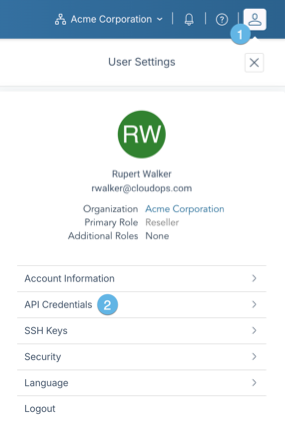 Acme Corporation
1
User Settings
RW
Rupert Walker
rwalker@cloudops.com
Organization Acme Corporation
Primary Role Reseller
Additional Roles None
Account Information
API Credentials 2
SSH Keys
Security
Language
Logout